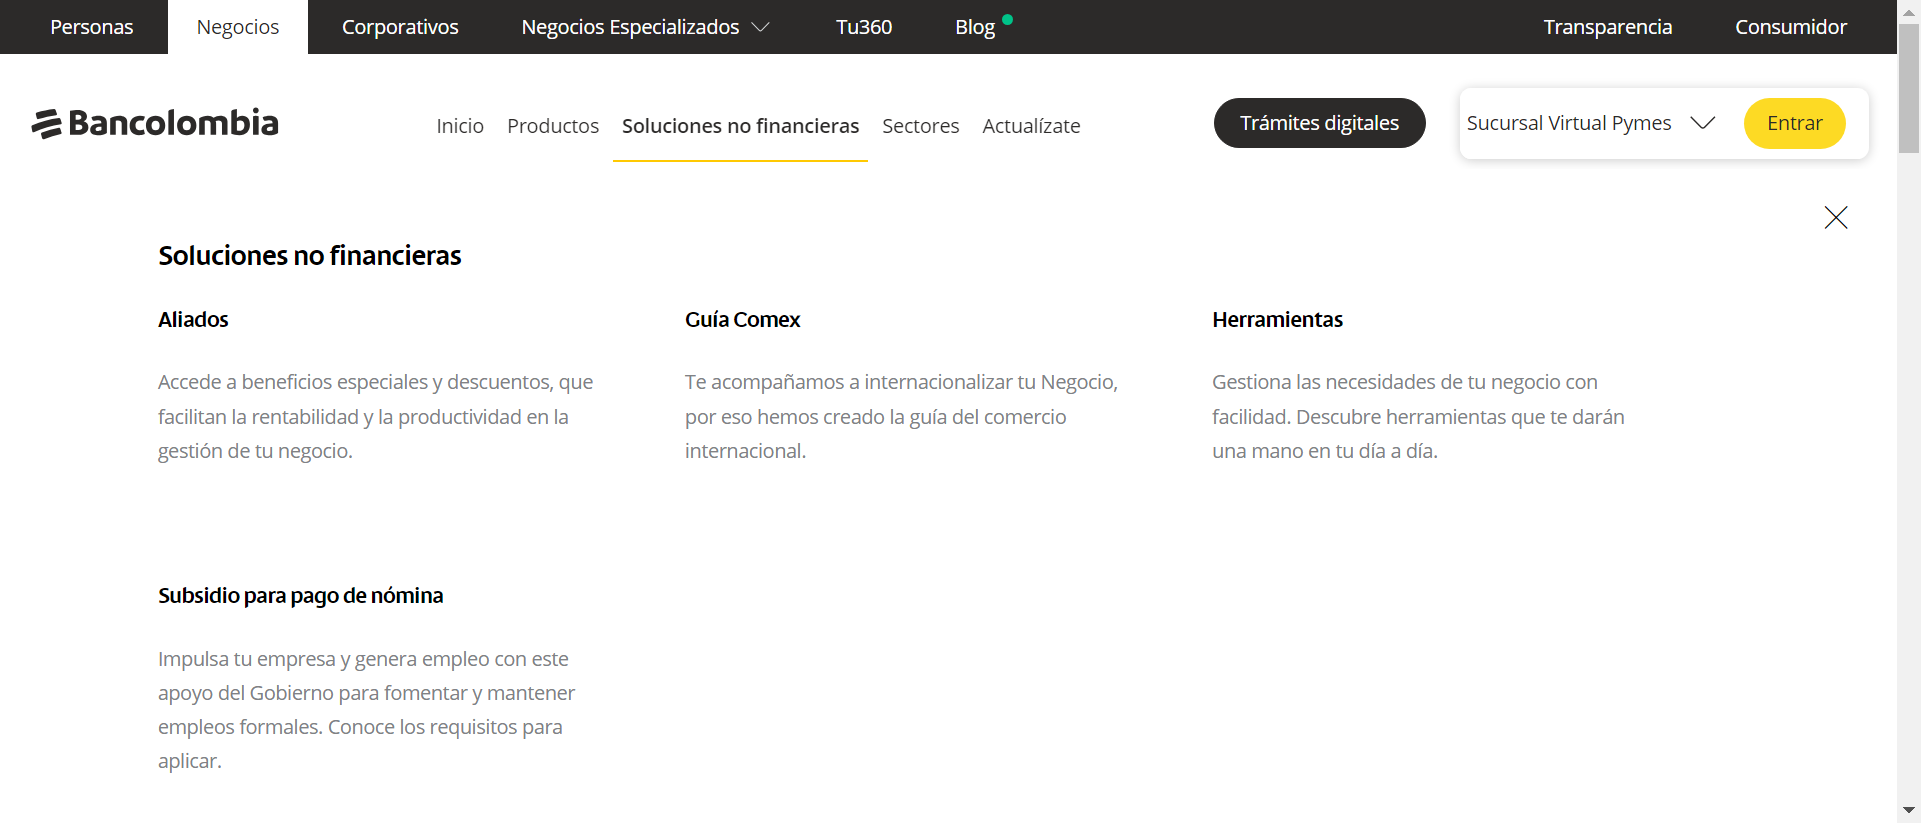 Personas Negocios Corporativos Negocios Especializados Tu360 Blog Transparencia Consumidor
Bancolombia Inicio Productos Soluciones no financieras Sectores Actualízate Trámites digitales Sucursal Virtual Pymes Entrar
Soluciones no financieras
Aliados
Accede a beneficios especiales y descuentos, que
facilitan la rentabilidad y la productividad en la
gestión de tu negocio.
Guía Comex
Te acompañamos a internacionalizar tu Negocio,
por eso hemos creado la guía del comercio
internacional.
Herramientas
Gestiona las necesidades de tu negocio con
facilidad. Descubre herramientas que te darán
una mano en tu día a día.
Subsidio para pago de nómina
Impulsa tu empresa y genera empleo con este
apoyo del Gobierno para fomentar y mantener
empleos formales. Conoce los requisitos para
aplicar.